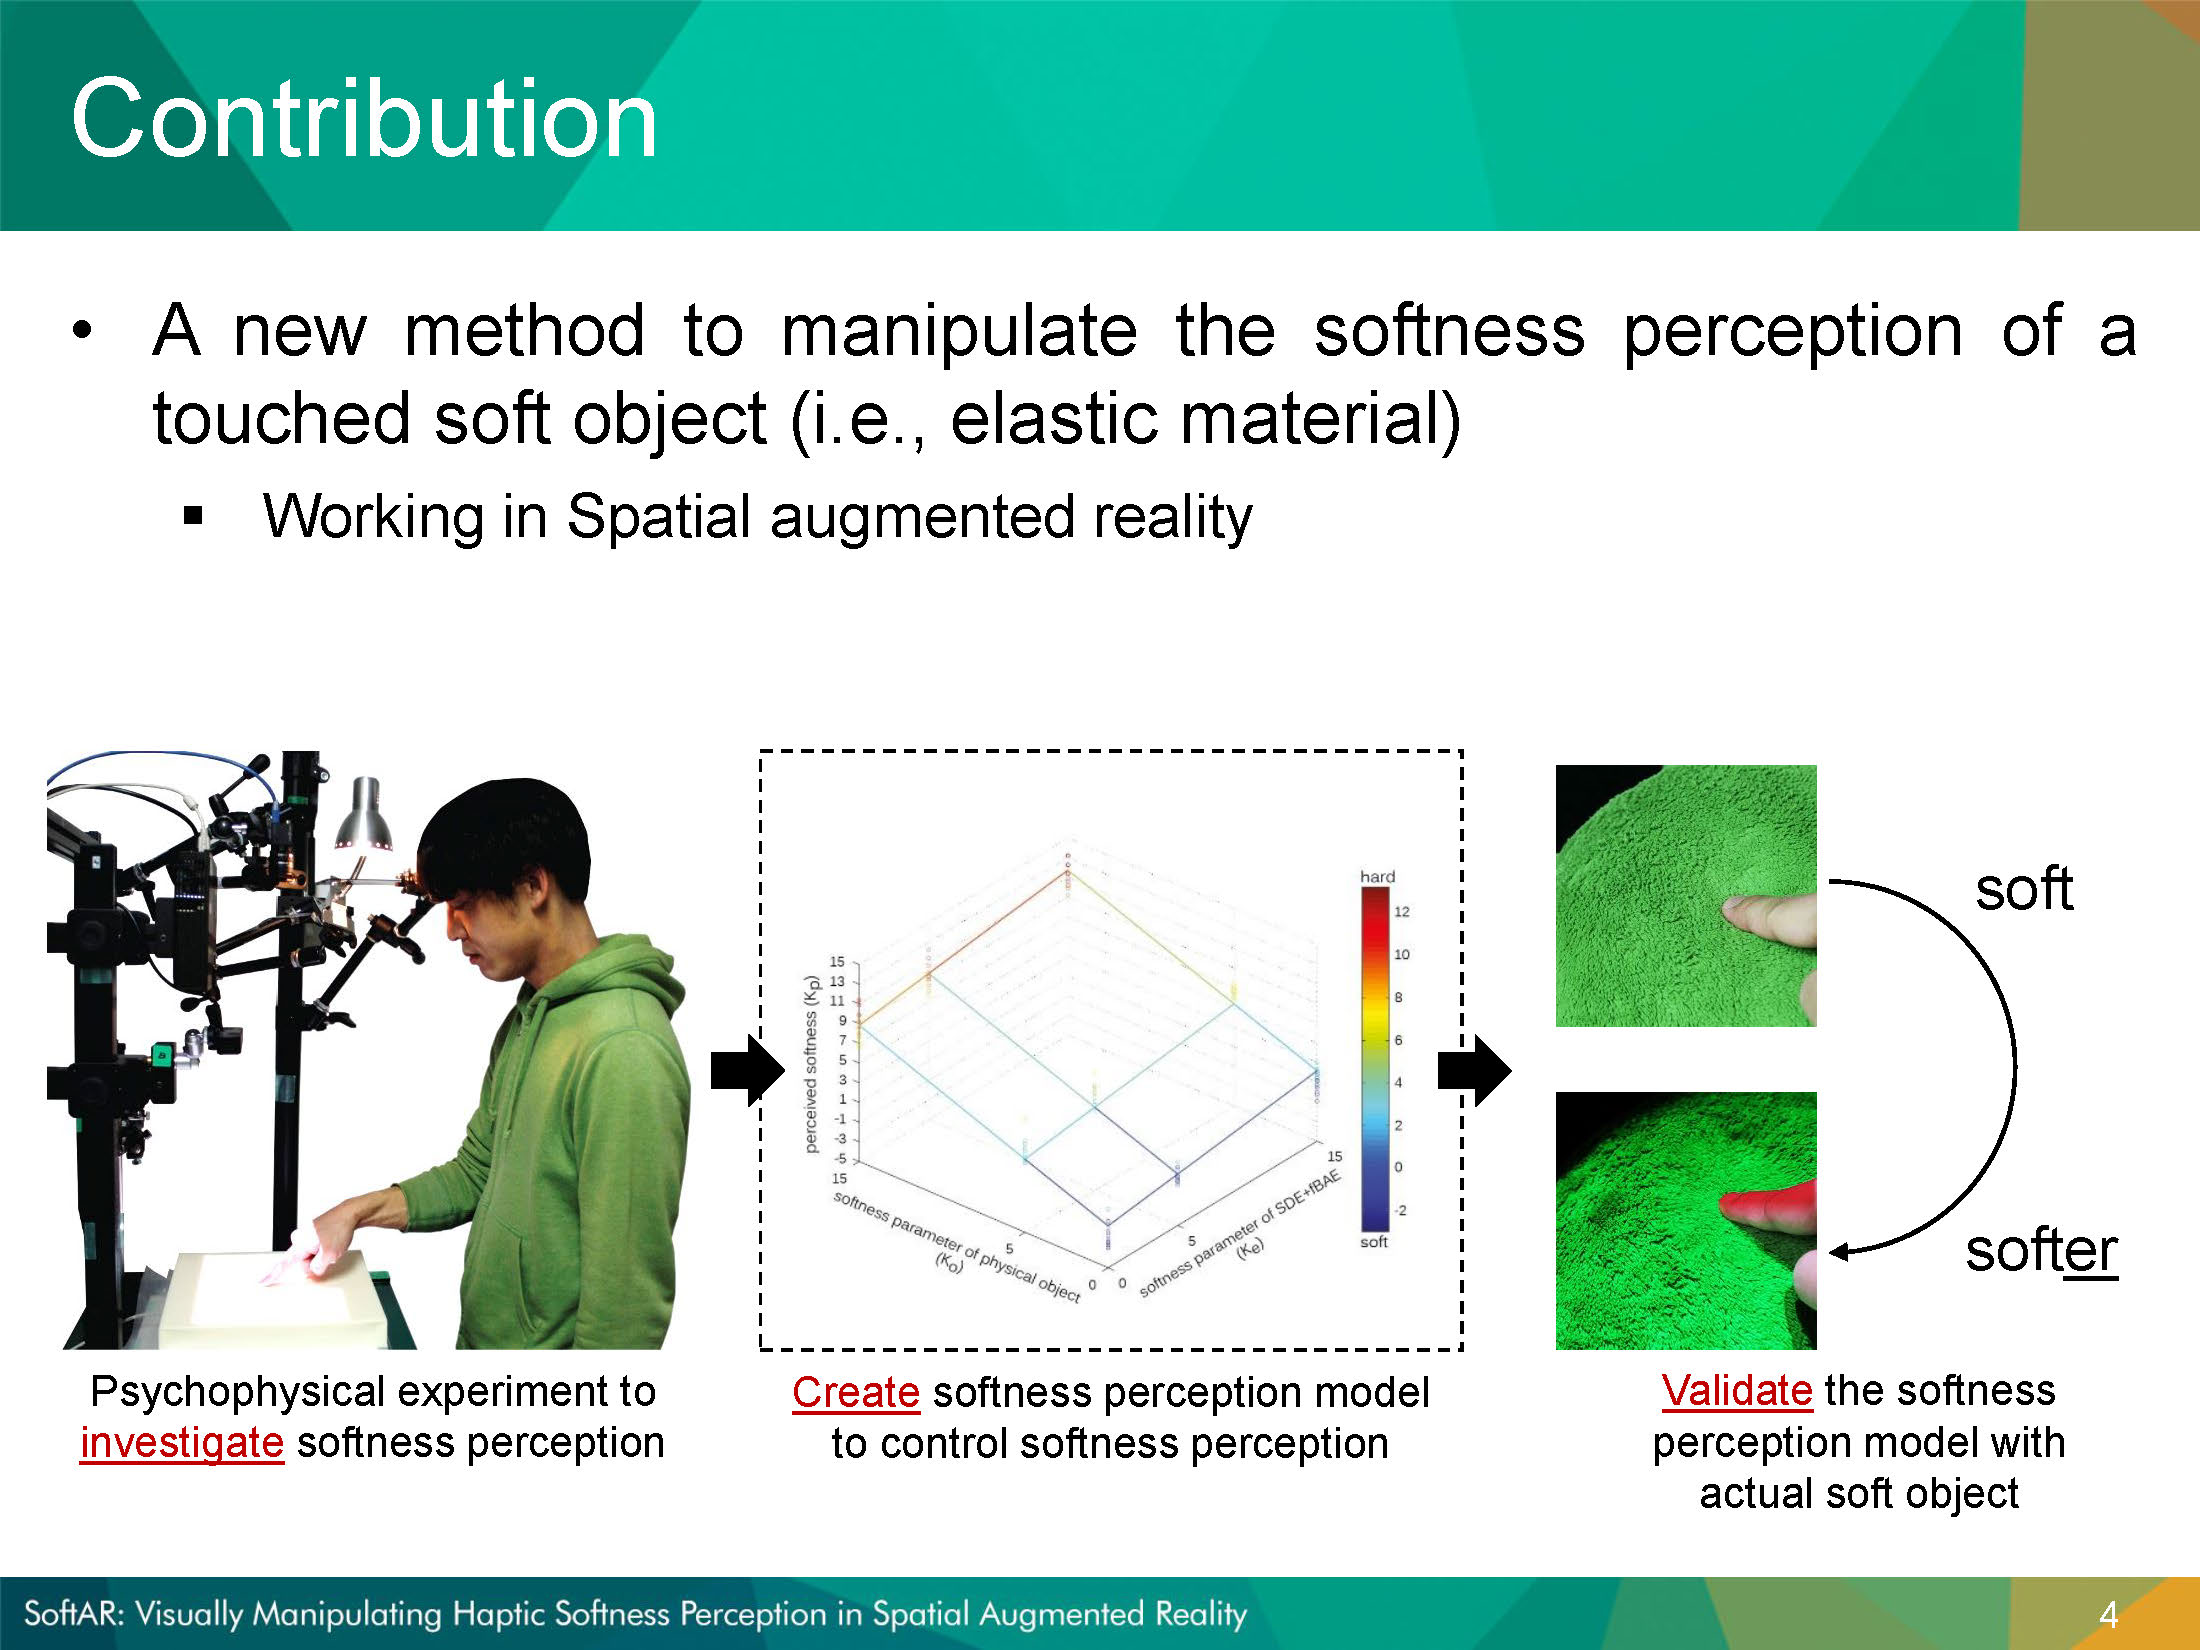 Contribution
• A new method to manipulate the softness perception of a
touched soft object (i.e., elastic material)
▪ Working in Spatial augmented reality
hard
12
10
8
6
4
2
0
-2
soft
15
13
11
9
7
5
3
1
-1
-3
-5
perceived softness (Kp)
15
5
0
softness parameter of physical object
(Ko)
0
5
15
softness parameter of SDE+fBAE
(Ke)
soft
softer
Psychophysical experiment to
investigate softness perception
Create softness perception model
to control softness perception
Validate the softness
perception model with
actual soft object
SoftAR: Visually Manipulating Haptic Softness Perception in Spatial Augmented Reality
4